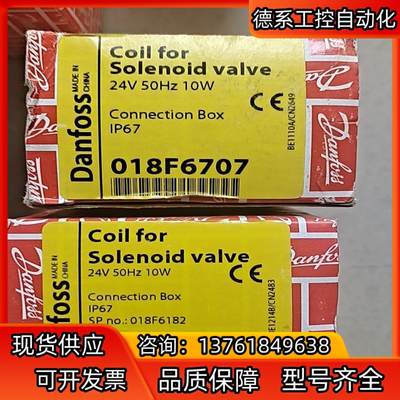 德系工控自动化
Coil for
Solenoid valve
24V 50Hz 10W
Connection Box
IP67
018F6707
Danfoss
MADE IN
CHINA
CE
BE1110A/CN2649
Danfoss
Coil for
Solenoid valve
24V 50Hz 10W
Connection Box
IP67
SP no.: 018F6182
MADE IN
CHINA
CE
Danfoss
现货供应
咨询：13761849638
可开发票
品质保障
型号齐全